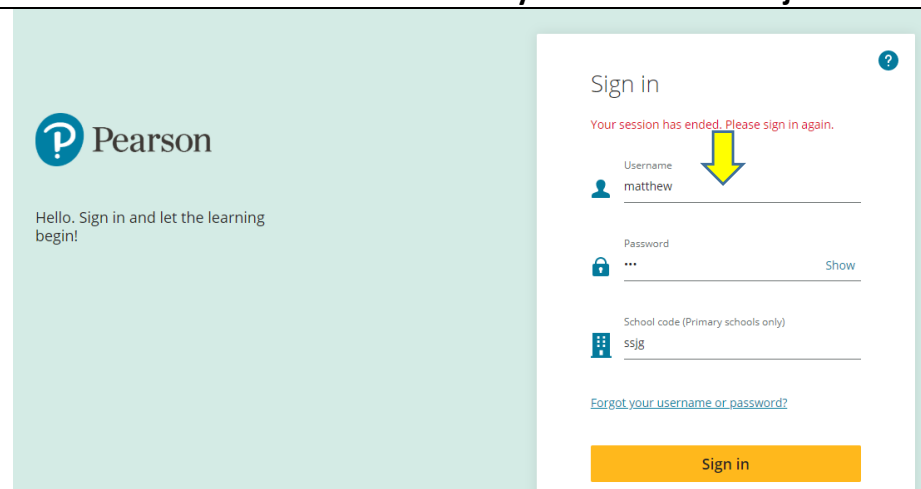 Pearson
Hello. Sign in and let the learning
begin!
?
Sign in
Your session has ended. Please sign in again.
Username
matthew
Password
•••
Show
School code (Primary schools only)
ssjg
Forgot your username or password?
Sign in